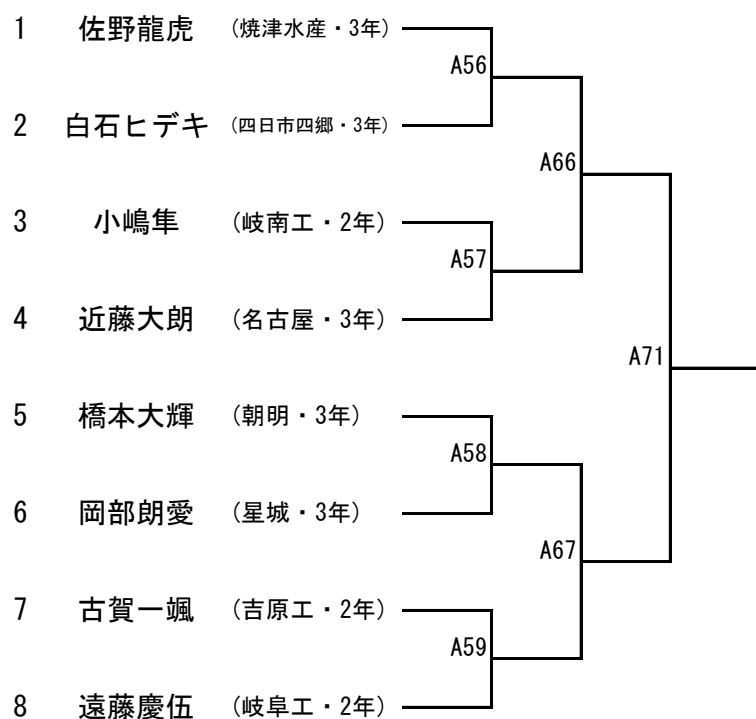 1 佐野龍虎 (焼津水産・3年)
A56
2 白石ヒデキ (四日市四郷・3年)
A66
3 小嶋隼 (岐南工・2年)
A57
4 近藤大朗 (名古屋・3年)
A71
5 橋本大輝 (朝明・3年)
A58
6 岡部朗愛 (星城・3年)
A67
7 古賀一颯 (吉原工・2年)
A59
8 遠藤慶伍 (岐阜工・2年)